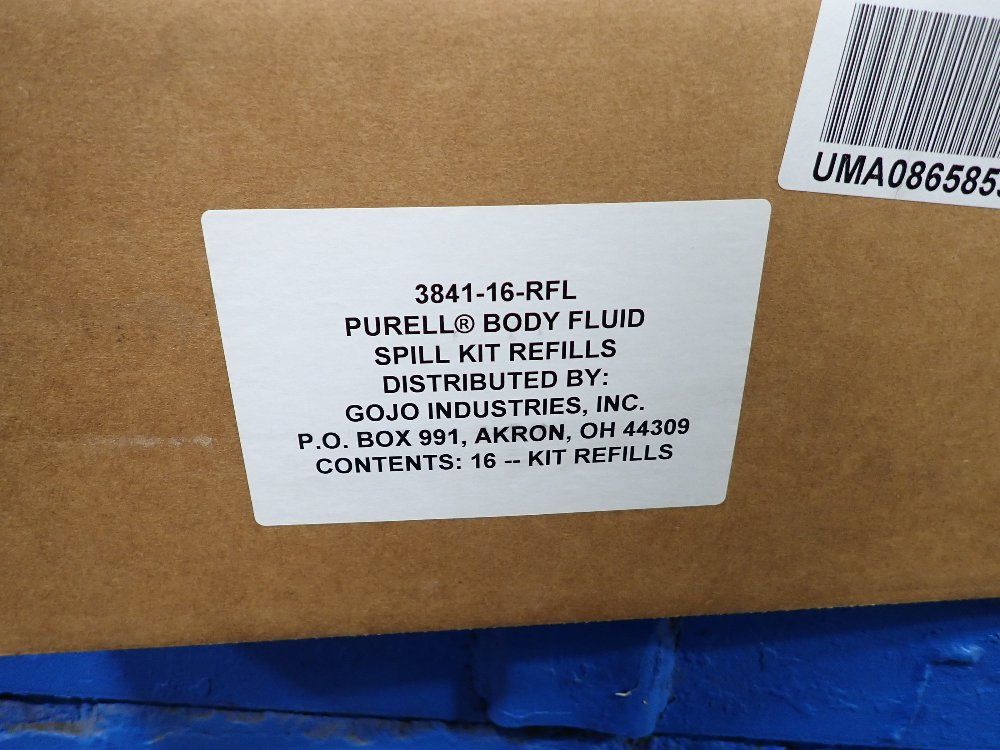 UMA086585
3841-16-RFL
PURELL® BODY FLUID
SPILL KIT REFILLS
DISTRIBUTED BY:
GOJO INDUSTRIES, INC.
P.O. BOX 991, AKRON, OH 44309
CONTENTS: 16 -- KIT REFILLS